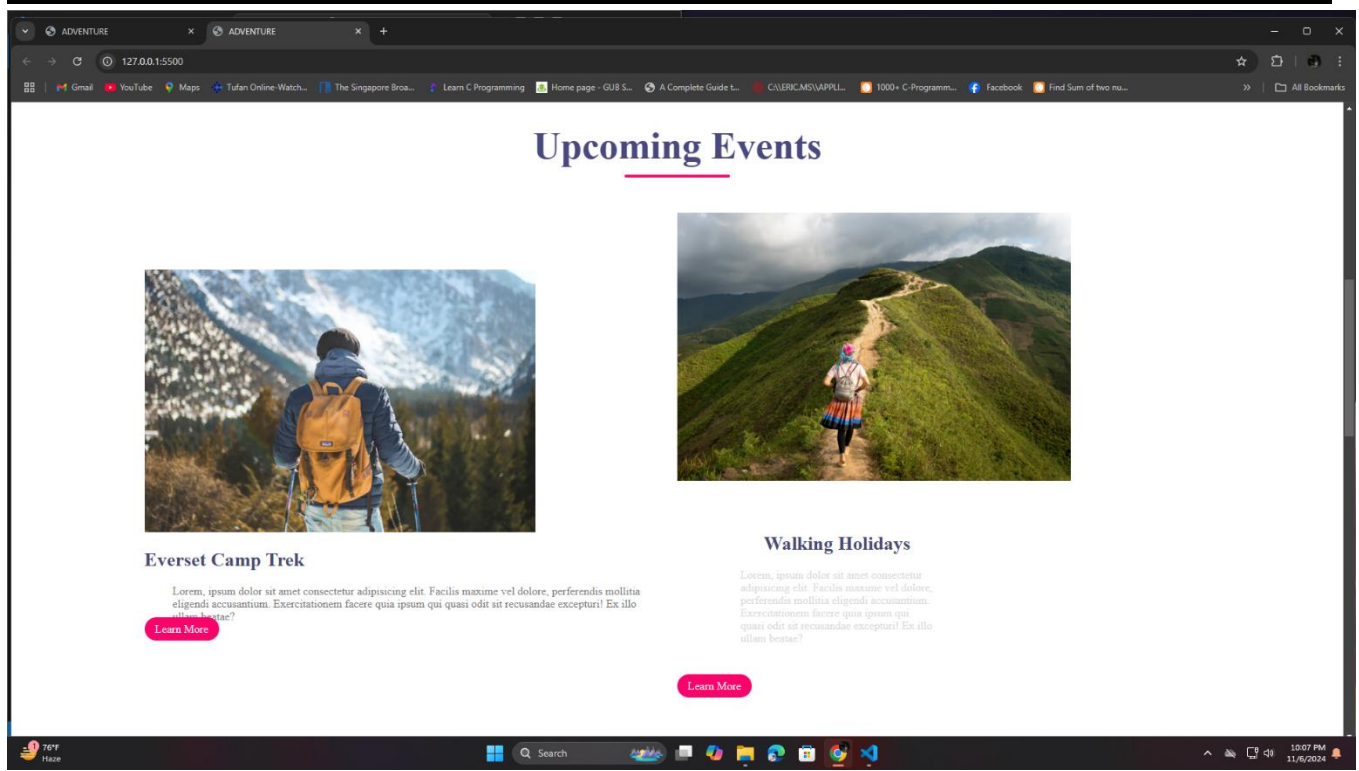 ADVENTURE
ADVENTURE
127.0.0.1:5500
Gmail YouTube Maps Tufan Online-Watch... The Singapore Broa... Learn C Programming Home page - GUB S... A Complete Guide t... C:\\ERIC.MS\\APPLI... 1000+ C-Programm... Facebook Find Sum of two nu... All Bookmarks
Upcoming Events
Everset Camp Trek
Lorem, ipsum dolor sit amet consectetur adipisicing elit. Facilis maxime vel dolore, perferendis mollitia
eligendi accusantium. Exercitationem facere quia ipsum qui quasi odit sit recusandae excepturi! Ex illo
ullam beatae?
Learn More
Walking Holidays
Lorem, ipsum dolor sit amet consectetur
adipisicing elit. Facilis maxime vel dolore,
perferendis mollitia eligendi accusantium.
Exercitationem facere quia ipsum qui
quasi odit sit recusandae excepturi! Ex illo
ullam beatae?
Learn More
1
76°F
Haze
Search
10:07 PM
11/6/2024